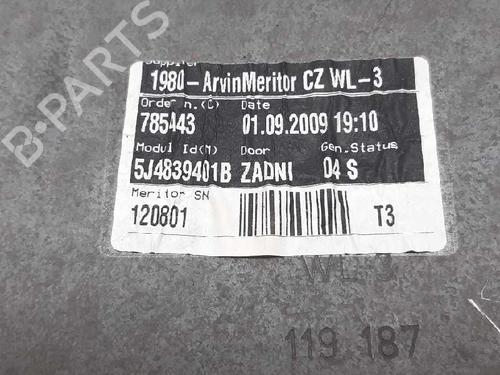 Supplier
1980-ArvinMeritor CZ WL-3
Order n.(C) Date
785443 01.09.2009 19:10
Modul Id(M) Door Gen.Status
5J4839401B ZADNI 04 S
Meritor SN
120801 T3
WL-3
119 187
B-PARTS